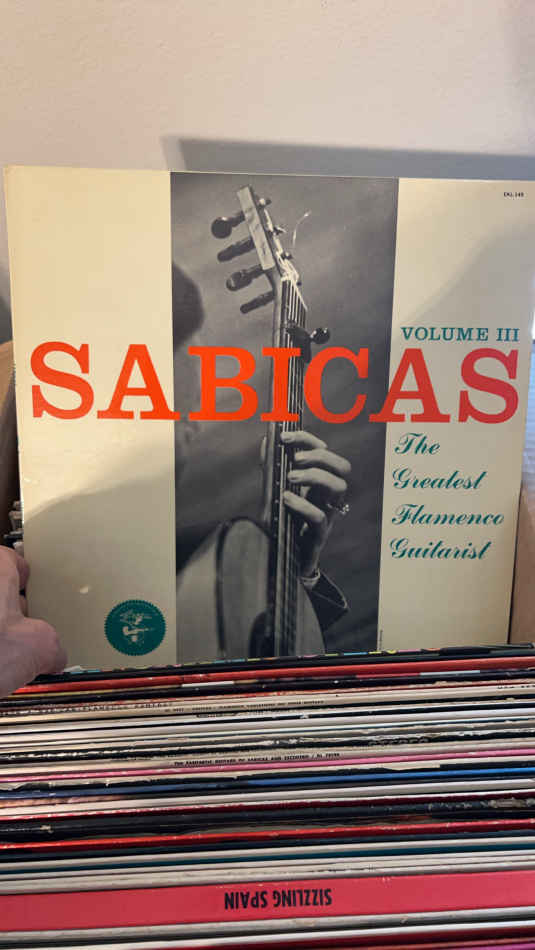 EKL 145
VOLUME III
SABICAS
The
Greatest
Flamenco
Guitarist
THE FANTASTIC GUITARS OF SABICAS AND ESCUDERO
SIZZLING SPAIN